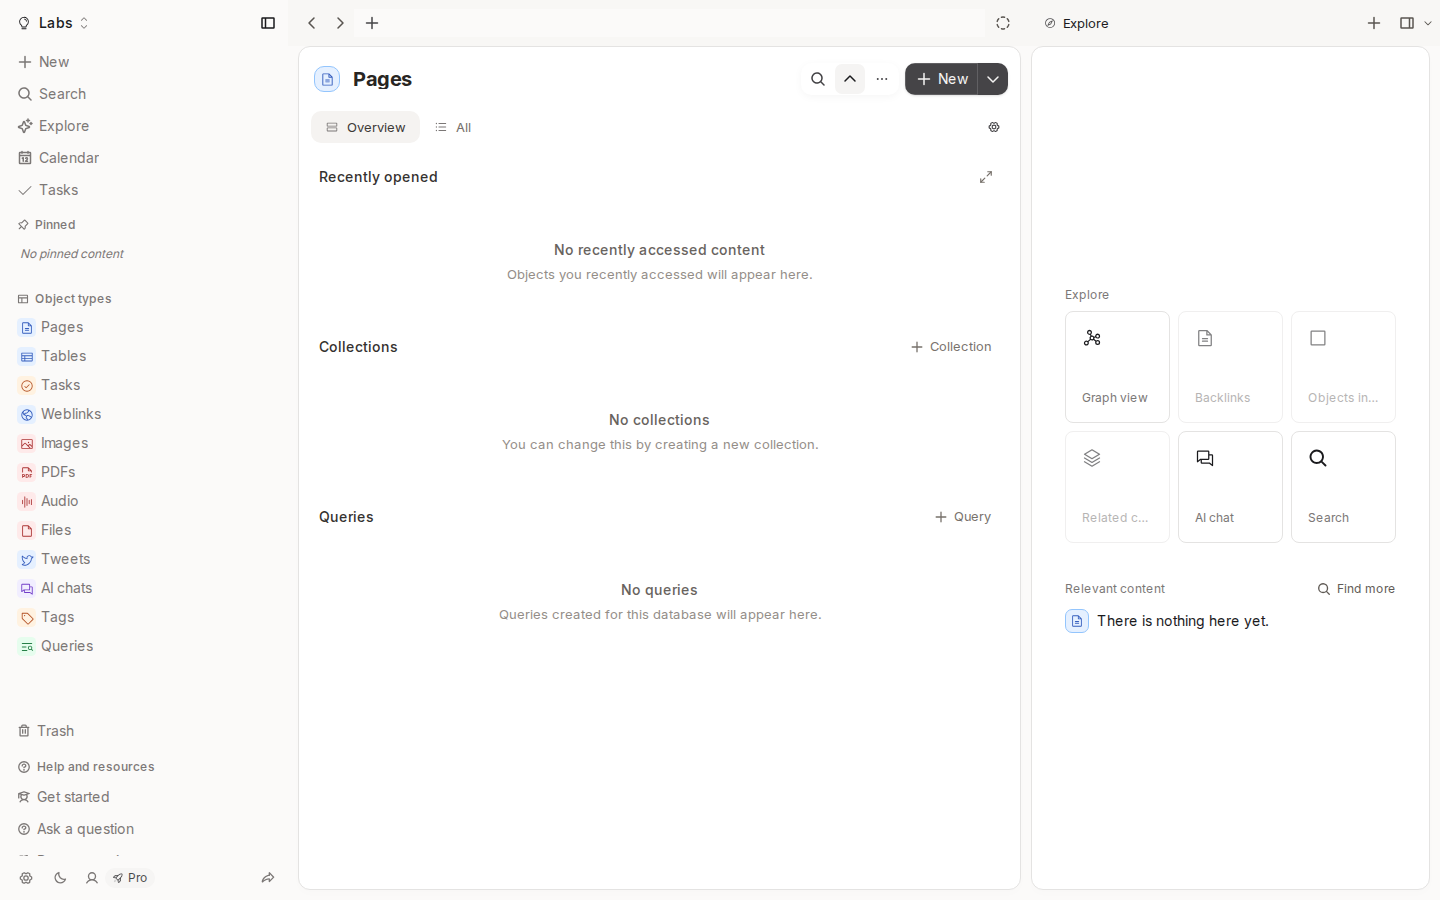 Labs
New
Search
Explore
Calendar
Tasks
Pinned
No pinned content
Object types
Pages
Tables
Tasks
Weblinks
Images
PDFs
Audio
Files
Tweets
AI chats
Tags
Queries
Trash
Help and resources
Get started
Ask a question
Pro
Pages
New
Overview
All
Recently opened
No recently accessed content
Objects you recently accessed will appear here.
Collections
Collection
No collections
You can change this by creating a new collection.
Queries
Query
No queries
Queries created for this database will appear here.
Explore
Explore
Graph view
Backlinks
Objects in...
Related c...
AI chat
Search
Relevant content
Find more
There is nothing here yet.